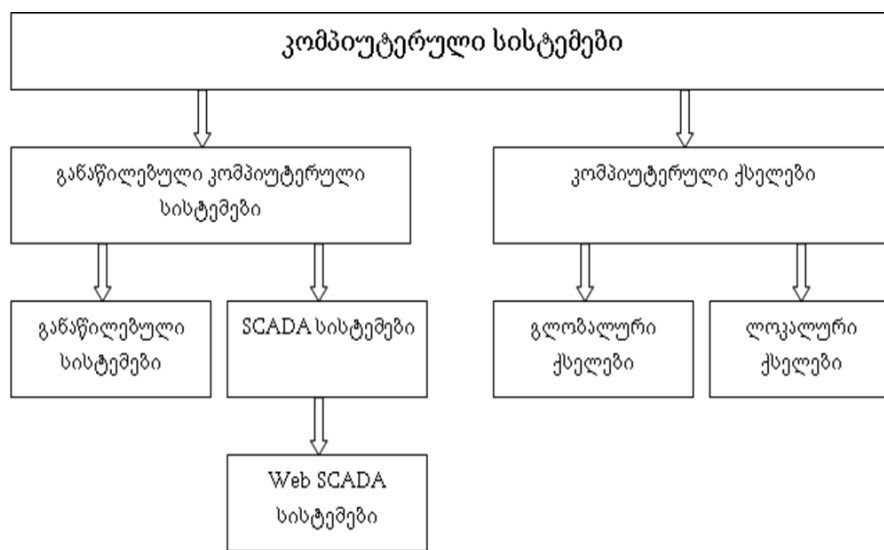 კომპიუტერული სისტემები
განაწილებული კომპიუტერული
სისტემები
კომპიუტერული ქსელები
განაწილებული
სისტემები
SCADA სისტემები
გლობალური
ქსელები
ლოკალური
ქსელები
Web SCADA
სისტემები